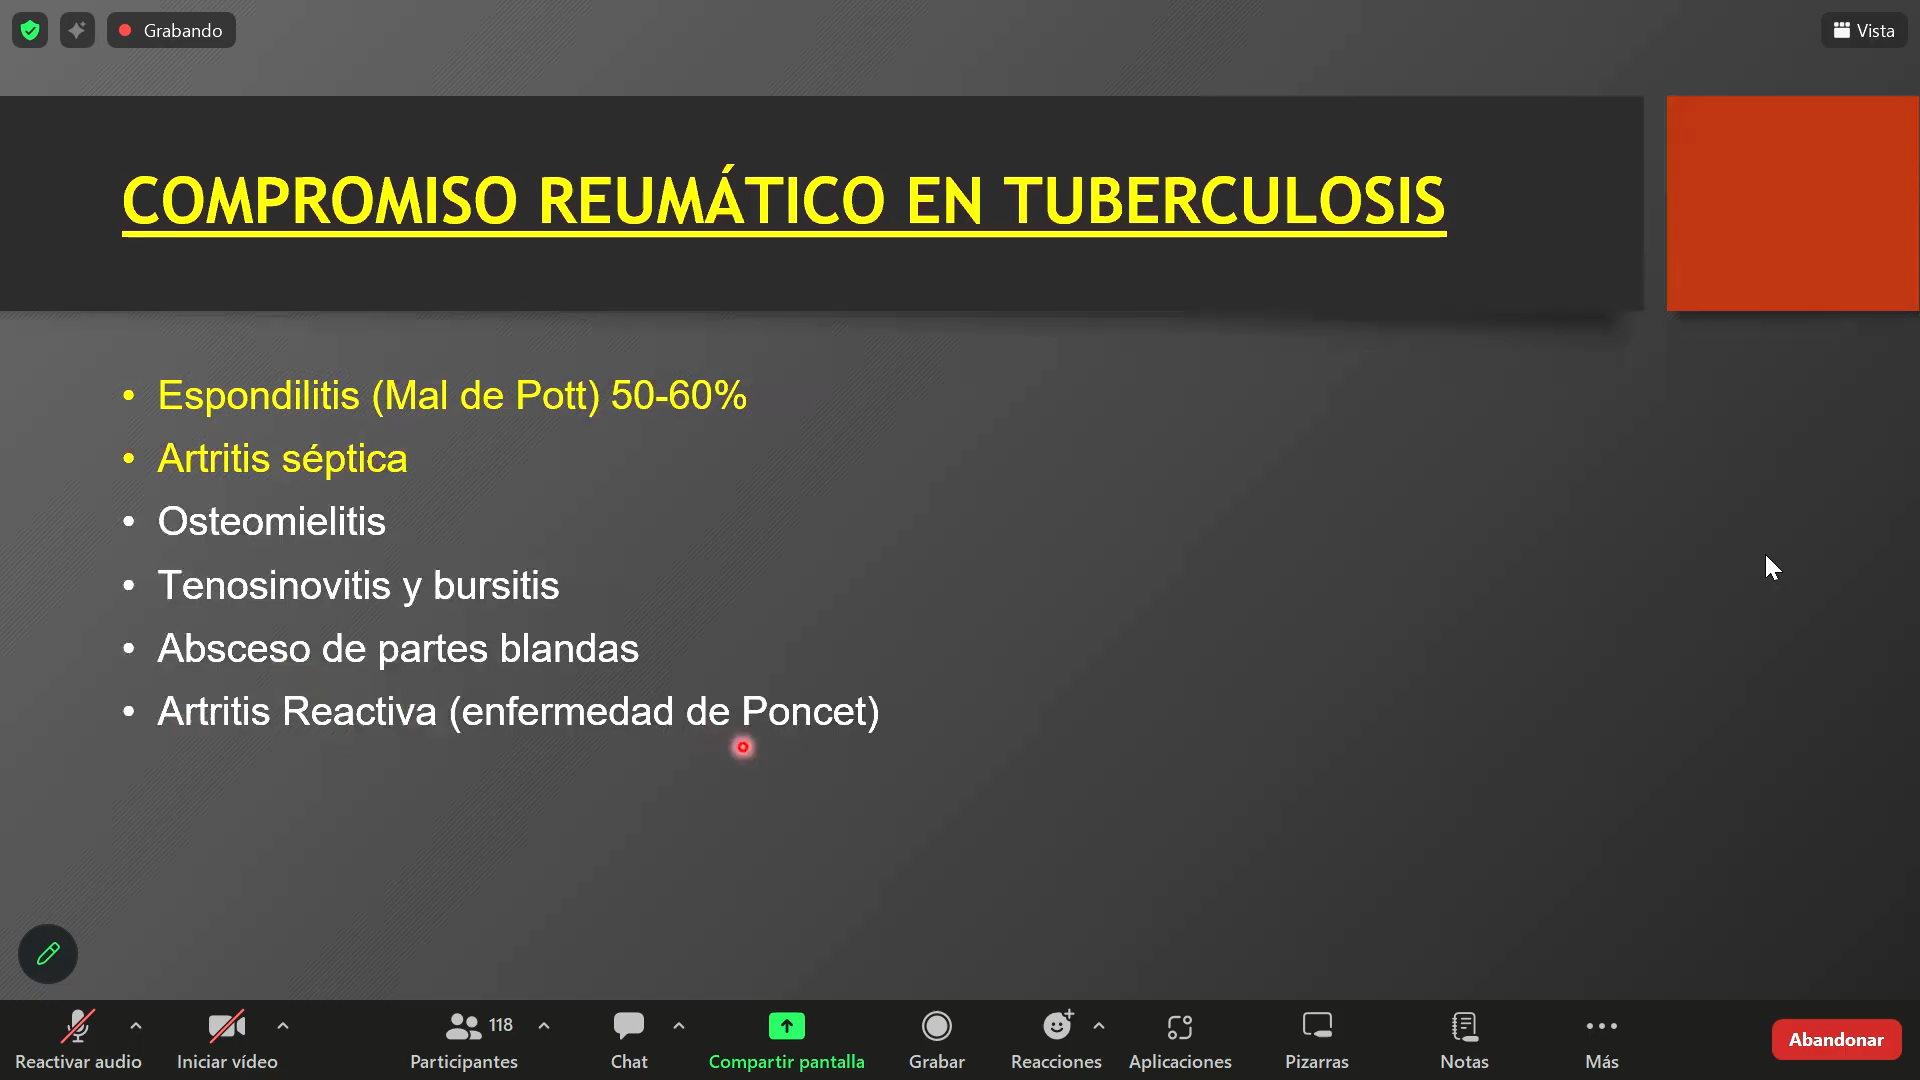 Grabando
Vista
COMPROMISO REUMÁTICO EN TUBERCULOSIS
• Espondilitis (Mal de Pott) 50-60%
• Artritis séptica
• Osteomielitis
• Tenosinovitis y bursitis
• Absceso de partes blandas
• Artritis Reactiva (enfermedad de Poncet)
118
Reactivar audio
Iniciar vídeo
Participantes
Chat
Compartir pantalla
Grabar
Reacciones
Aplicaciones
Pizarras
Notas
Más
Abandonar